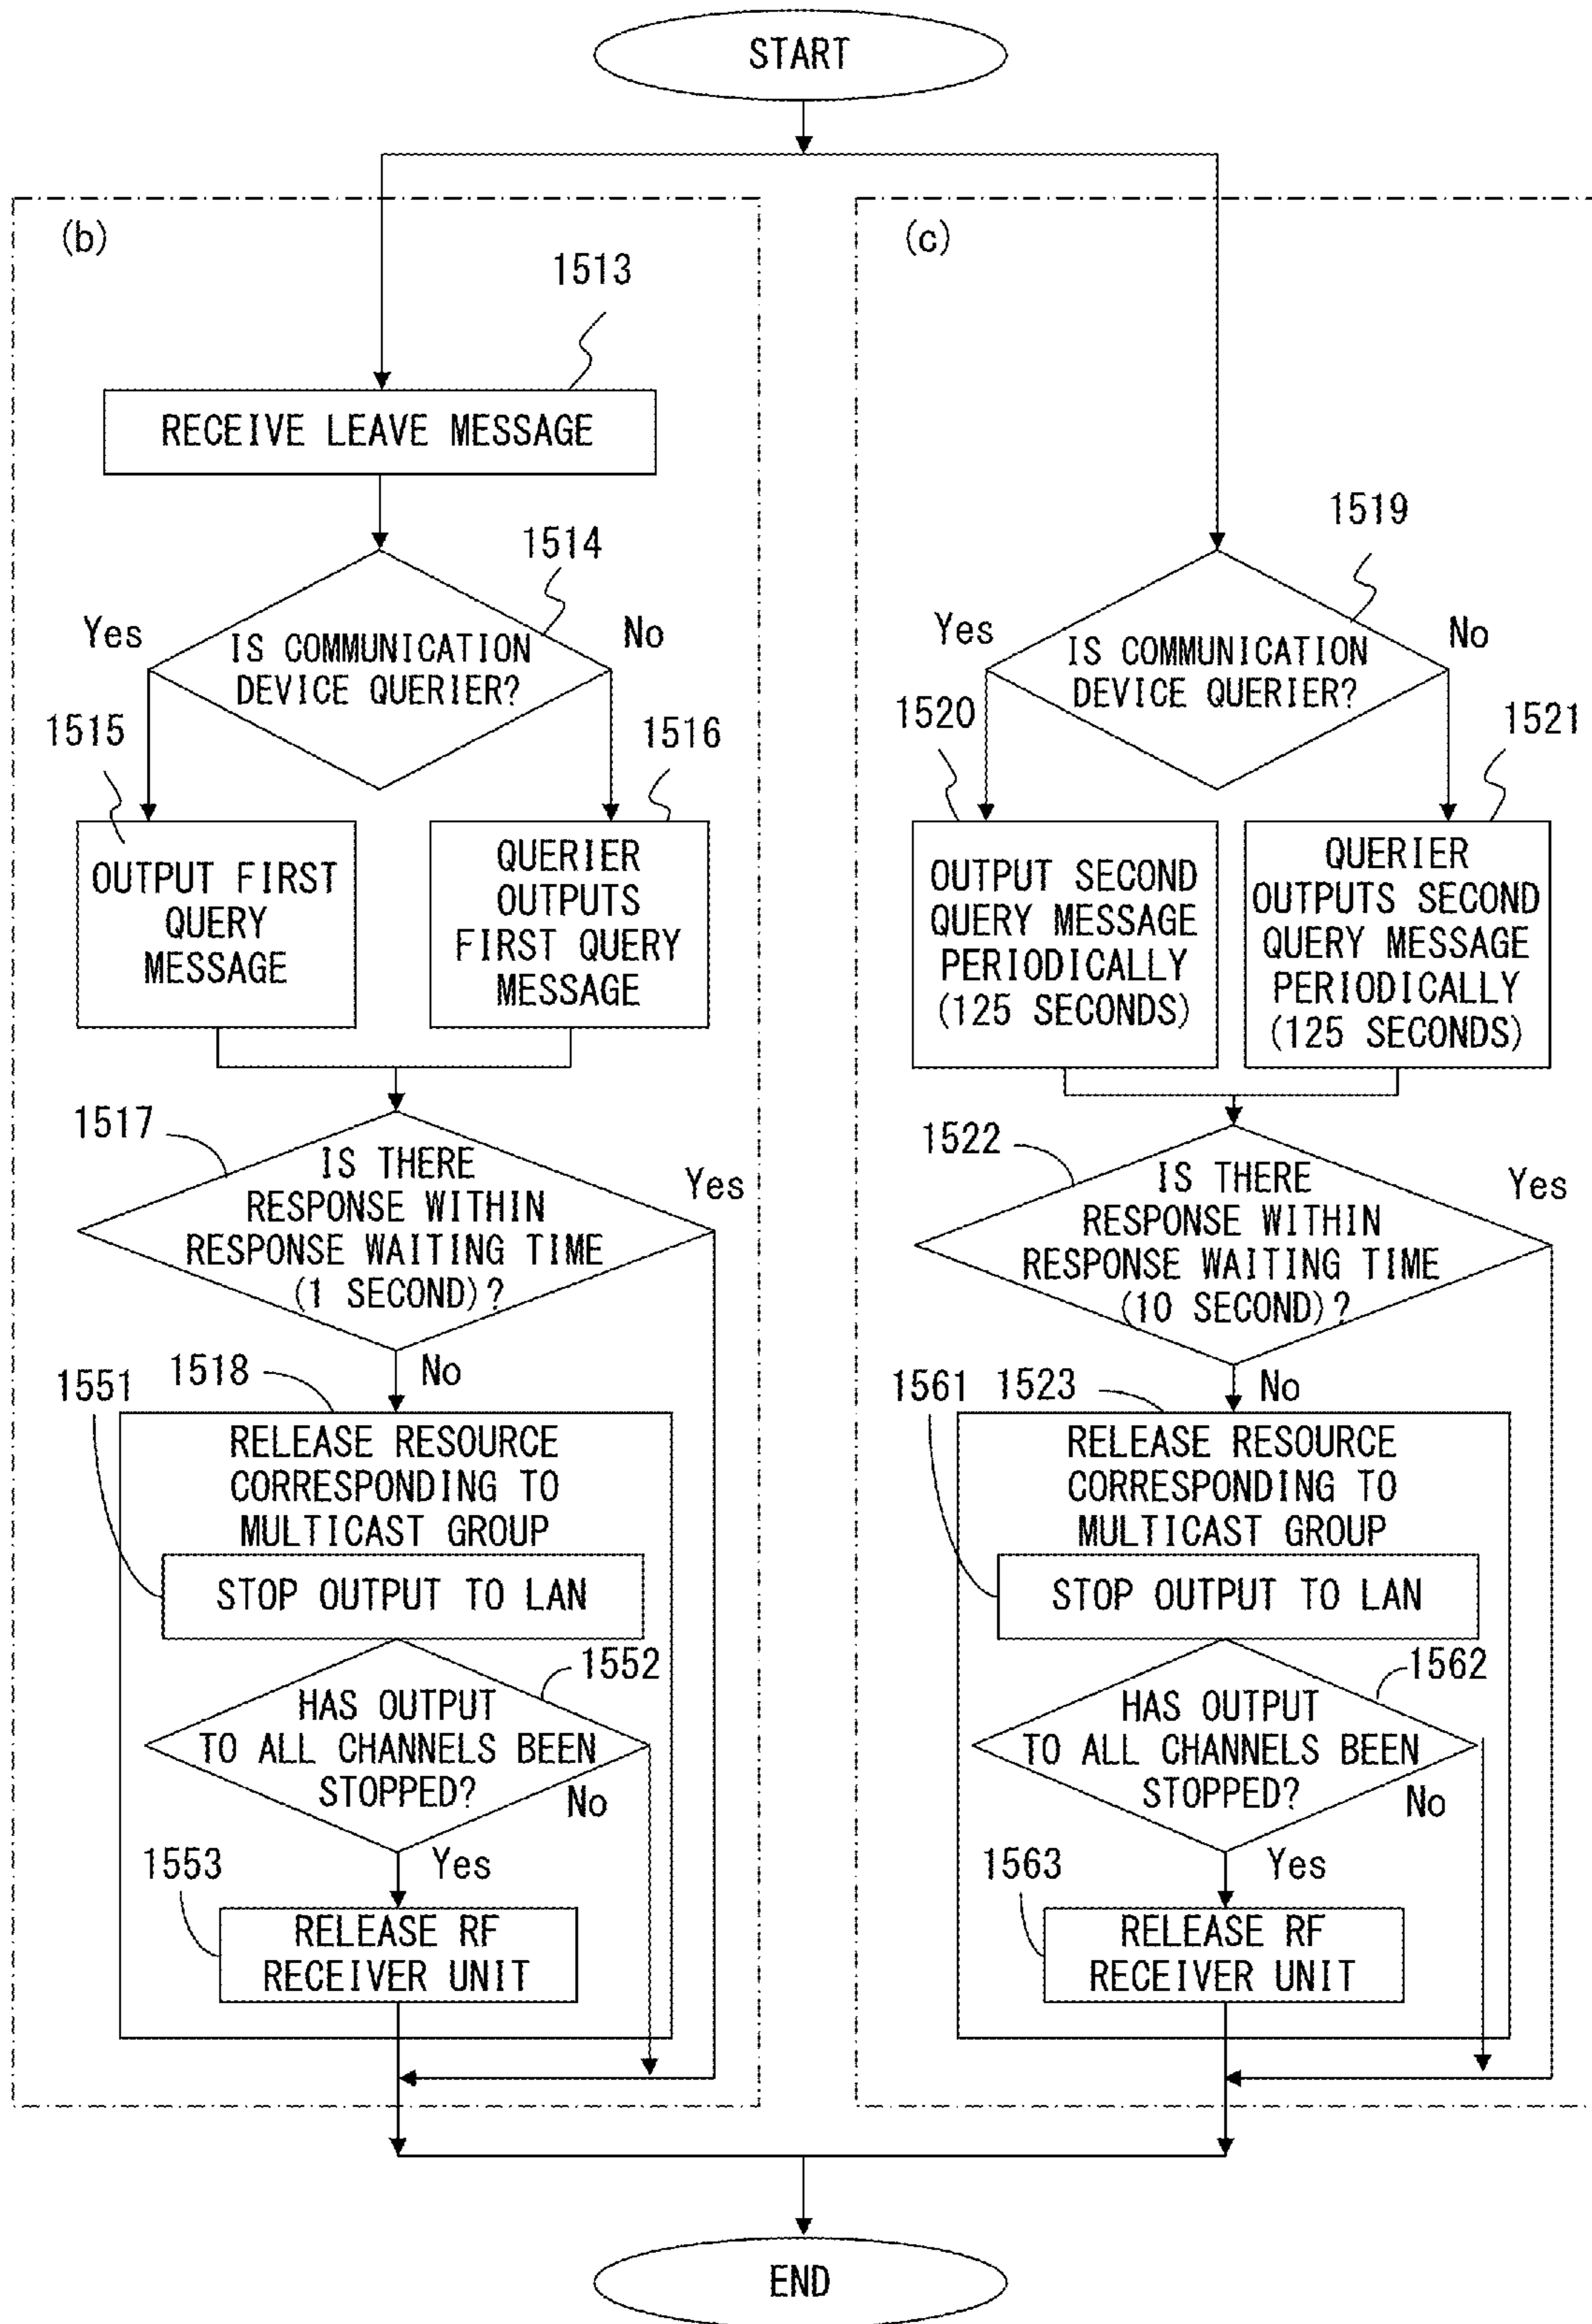 START
(b)
1513
RECEIVE LEAVE MESSAGE
1514
Yes
No
IS COMMUNICATION
DEVICE QUERIER?
1515
1516
OUTPUT FIRST
QUERY
MESSAGE
QUERIER
OUTPUTS
FIRST QUERY
MESSAGE
1517
IS THERE
RESPONSE WITHIN
RESPONSE WAITING TIME
(1 SECOND)?
Yes
No
1518
1551
RELEASE RESOURCE
CORRESPONDING TO
MULTICAST GROUP
STOP OUTPUT TO LAN
1552
HAS OUTPUT
TO ALL CHANNELS BEEN
STOPPED?
No
Yes
1553
RELEASE RF
RECEIVER UNIT
(c)
1519
Yes
No
IS COMMUNICATION
DEVICE QUERIER?
1520
1521
OUTPUT SECOND
QUERY MESSAGE
PERIODICALLY
(125 SECONDS)
QUERIER
OUTPUTS SECOND
QUERY MESSAGE
PERIODICALLY
(125 SECONDS)
1522
IS THERE
RESPONSE WITHIN
RESPONSE WAITING TIME
(10 SECOND)?
Yes
No
1561
1523
RELEASE RESOURCE
CORRESPONDING TO
MULTICAST GROUP
STOP OUTPUT TO LAN
1562
HAS OUTPUT
TO ALL CHANNELS BEEN
STOPPED?
No
Yes
1563
RELEASE RF
RECEIVER UNIT
END